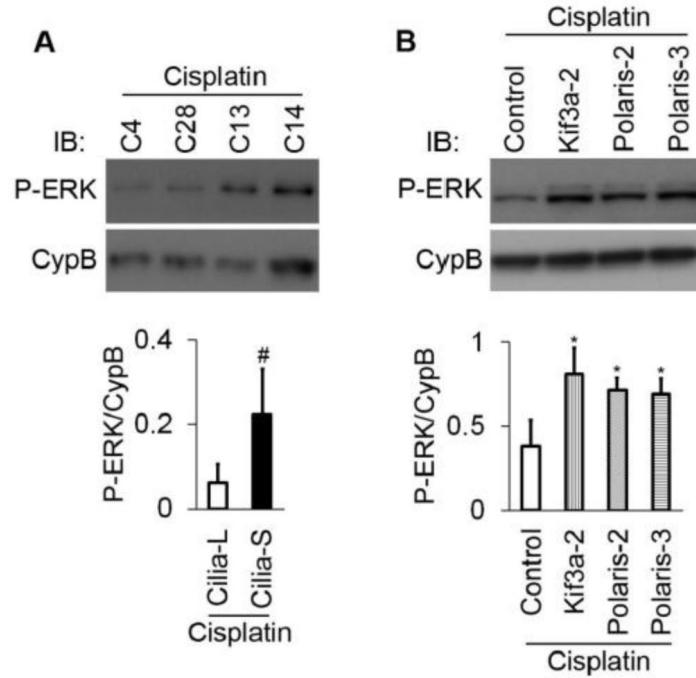 A
Cisplatin
IB: C4 C28 C13 C14
P-ERK
CypB
P-ERK/CypB
0.4
0.2
0
#
Cilia-L Cilia-S
Cisplatin
B
Cisplatin
IB: Control Kif3a-2 Polaris-2 Polaris-3
P-ERK
CypB
P-ERK/CypB
1
0.5
0
* * *
Control Kif3a-2 Polaris-2 Polaris-3
Cisplatin